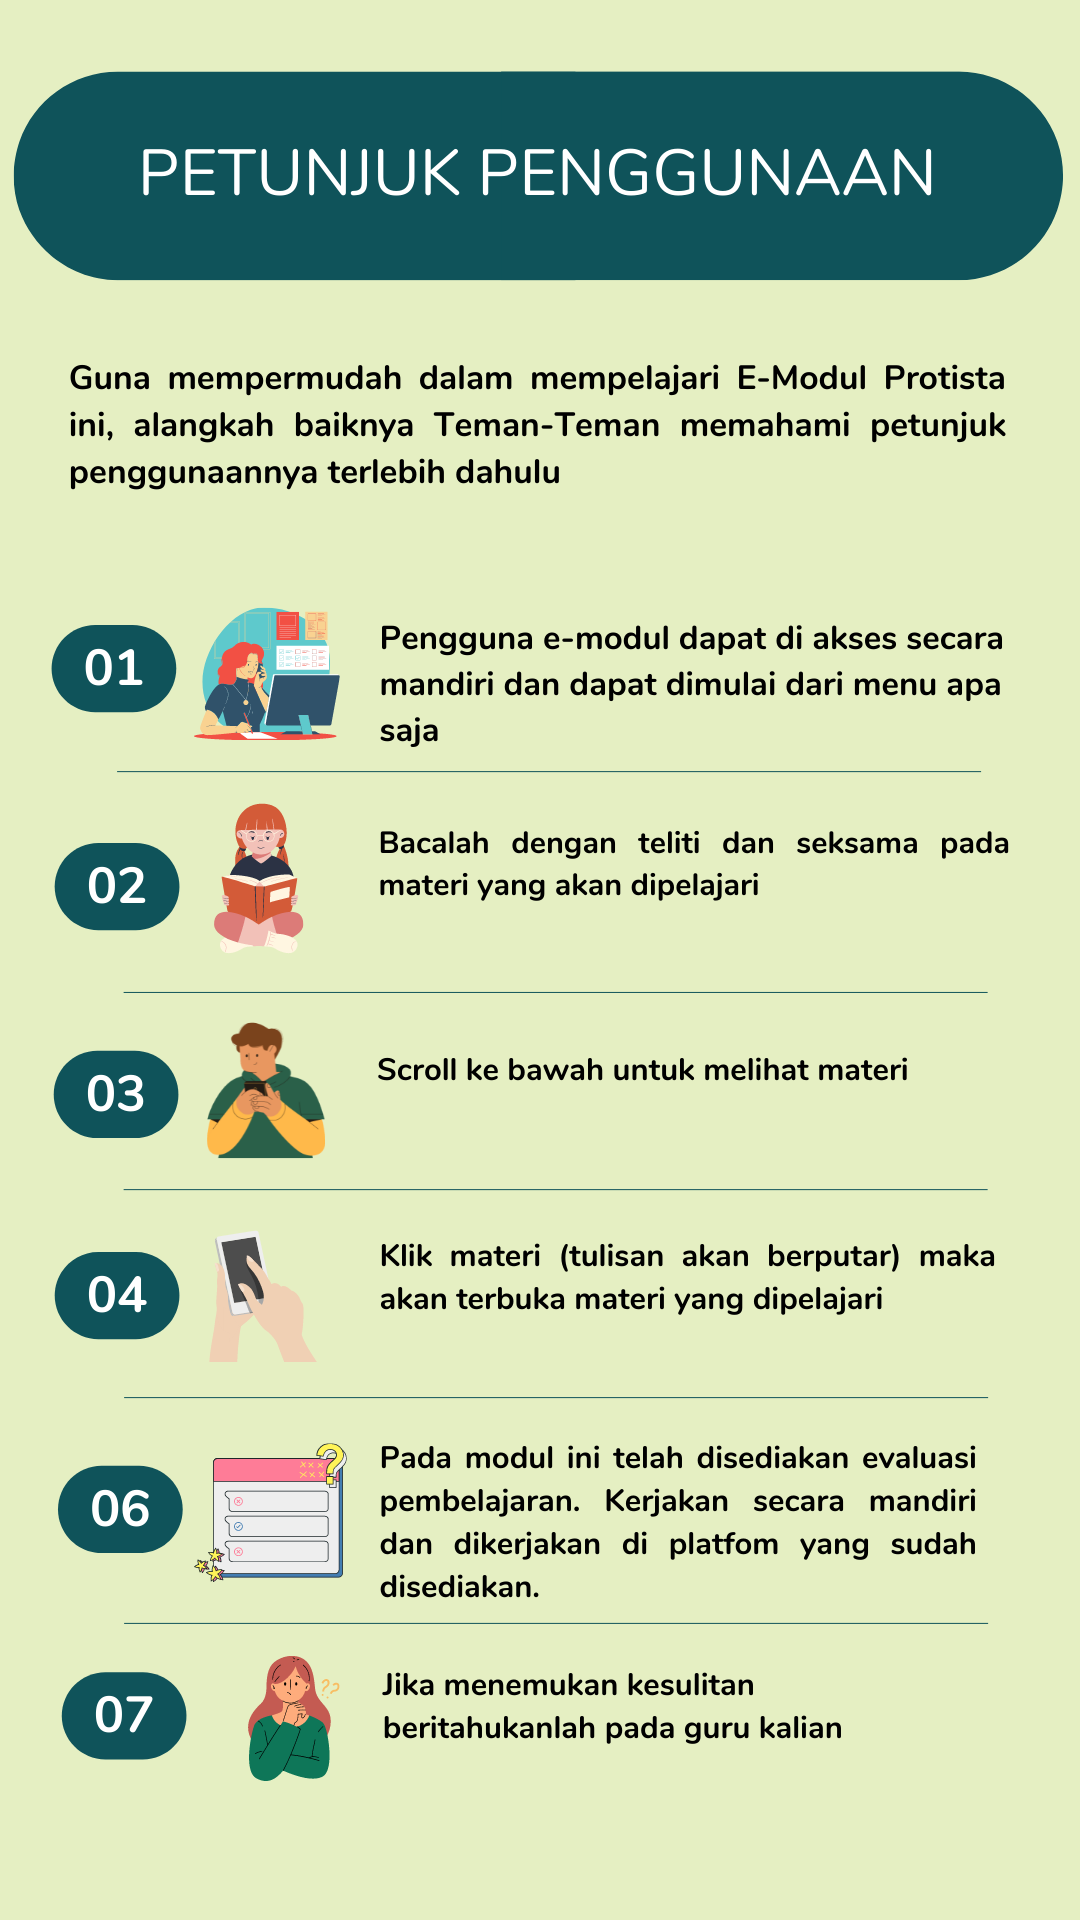 PETUNJUK PENGGUNAAN
Guna mempermudah dalam mempelajari E-Modul Protista
ini, alangkah baiknya Teman-Teman memahami petunjuk
penggunaannya terlebih dahulu
01
Pengguna e-modul dapat di akses secara
mandiri dan dapat dimulai dari menu apa
saja
02
Bacalah dengan teliti dan seksama pada
materi yang akan dipelajari
03
Scroll ke bawah untuk melihat materi
04
Klik materi (tulisan akan berputar) maka
akan terbuka materi yang dipelajari
06
Pada modul ini telah disediakan evaluasi
pembelajaran. Kerjakan secara mandiri
dan dikerjakan di platfom yang sudah
disediakan.
07
Jika menemukan kesulitan
beritahukanlah pada guru kalian